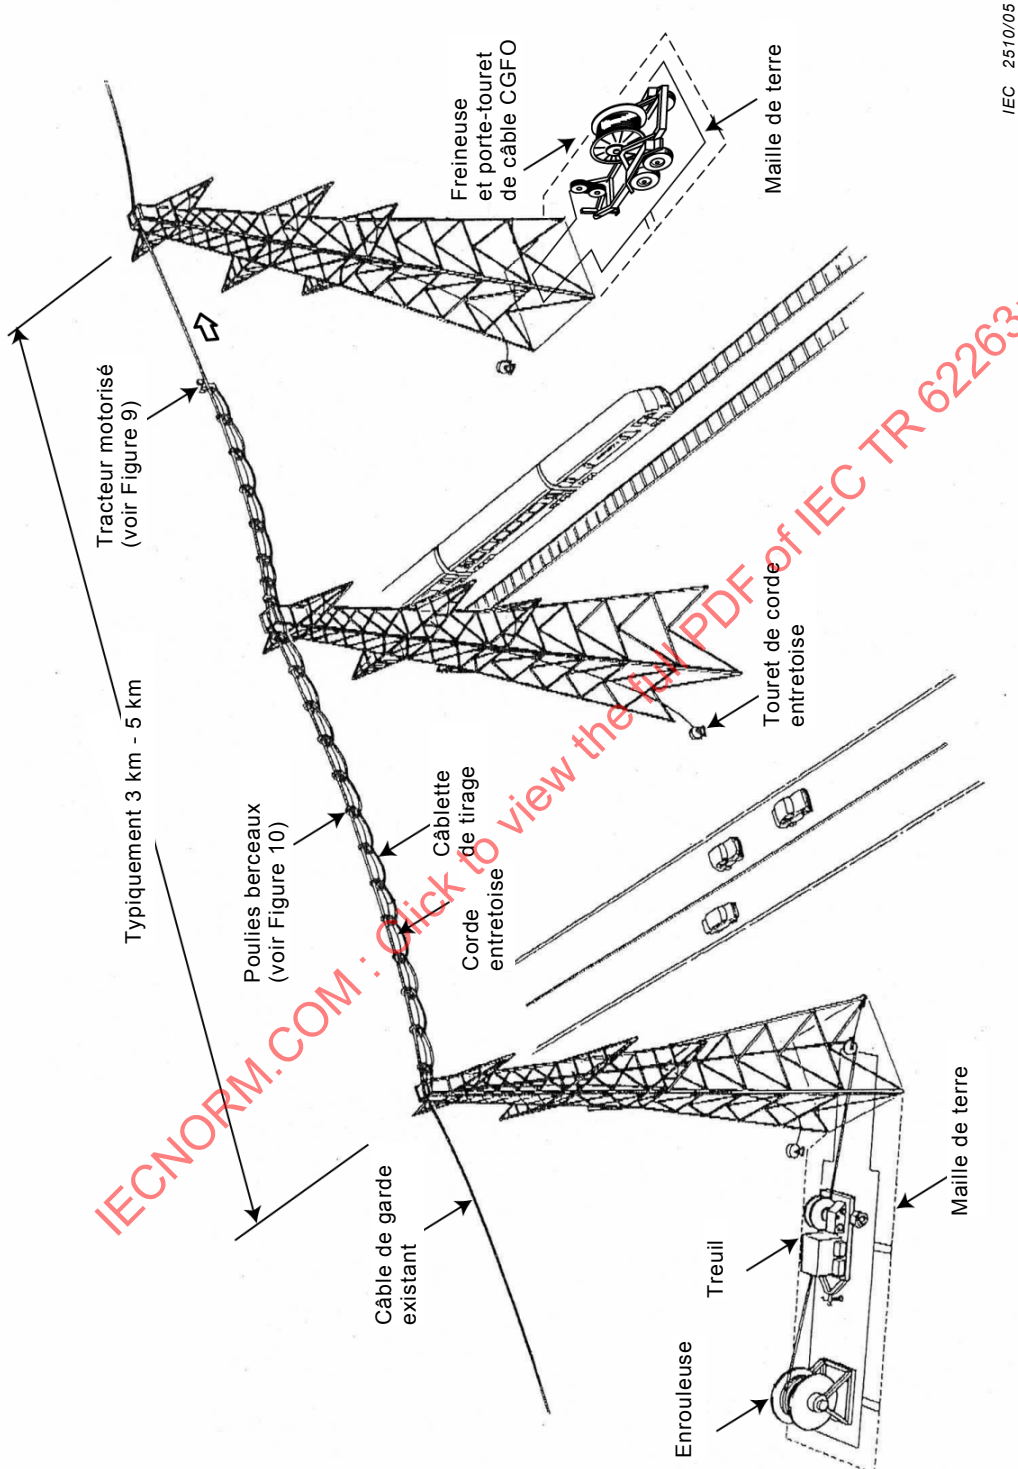 Typiquement 3 km - 5 km
Tracteur motorisé
(voir Figure 9)
Poulies berceaux
(voir Figure 10)
Câblette
de tirage
Corde
entretoise
Câble de garde
existant
Freineuse
et porte-touret
de câble CGFO
Maille de terre
Touret de corde
entretoise
Treuil
Enrouleuse
Maille de terre
IEC 2510/05
IECNORM.COM : Click to view the full PDF of IEC TR 62263: